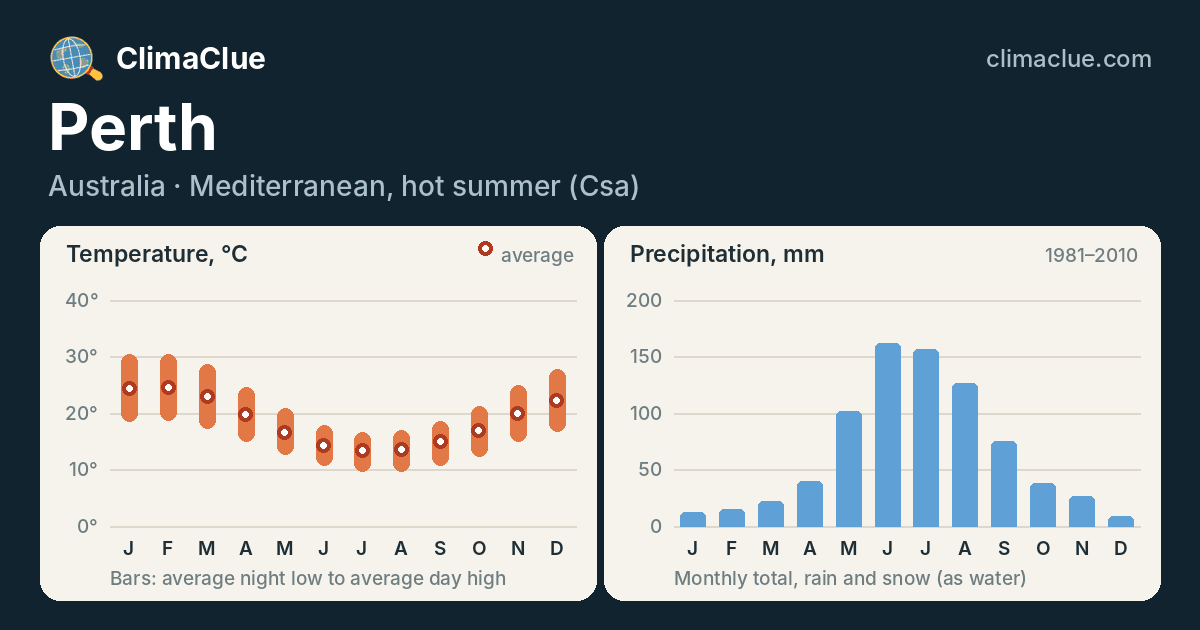 ClimaClue
climaclue.com
Perth
Australia · Mediterranean, hot summer (Csa)
Temperature, °C
average
40°
30°
20°
10°
0°
J F M A M J J A S O N D
Bars: average night low to average day high
Precipitation, mm
1981–2010
200
150
100
50
0
J F M A M J J A S O N D
Monthly total, rain and snow (as water)